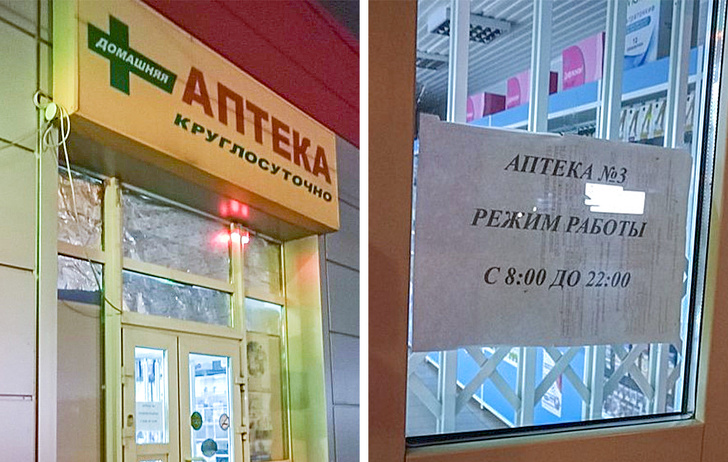 ДОМАШНЯЯ
АПТЕКА
КРУГЛОСУТОЧНО
АПТЕКА №3
РЕЖИМ РАБОТЫ
С 8:00 ДО 22:00